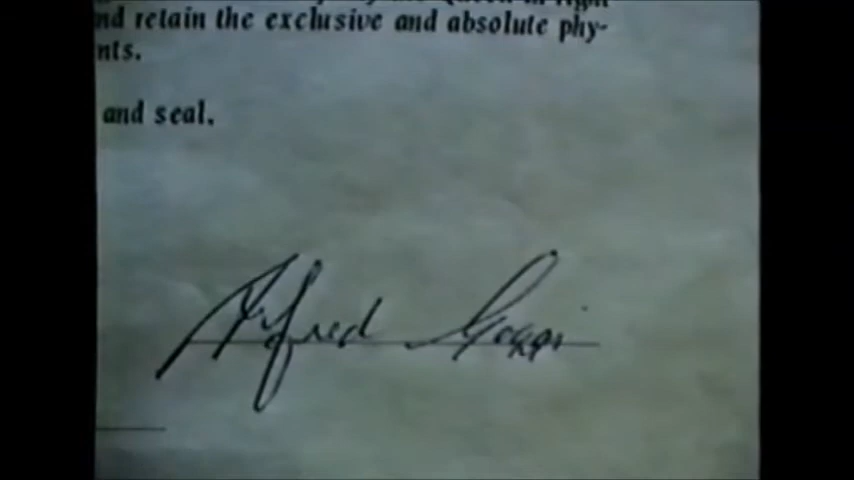 nd retain the exclusive and absolute phy-
nts.
and seal.
Alfred